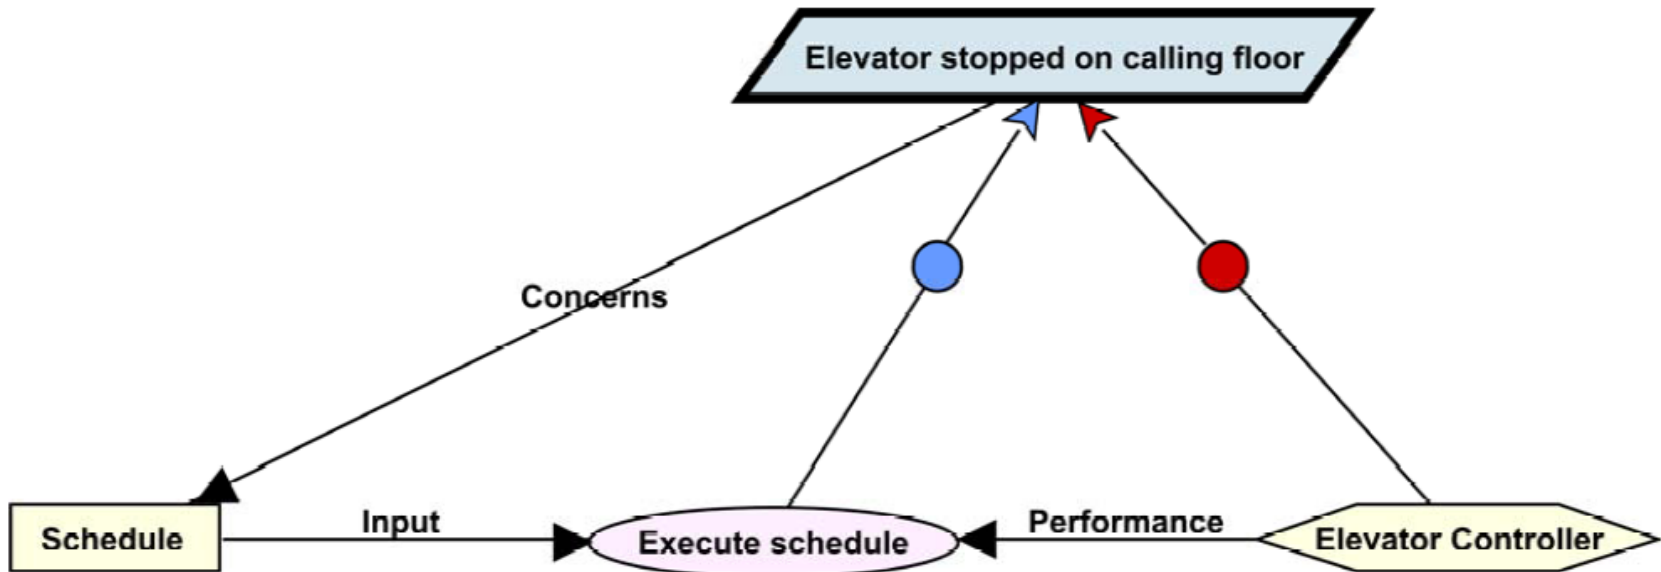 Elevator stopped on calling floor
Concerns
Input
Performance
Schedule
Execute schedule
Elevator Controller